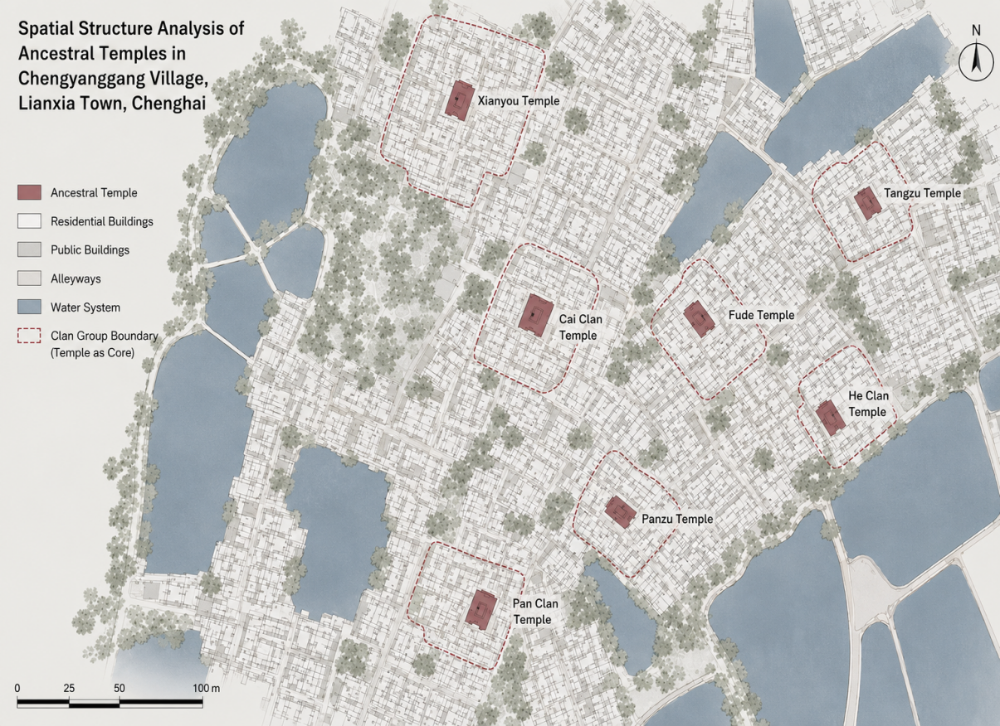 Spatial Structure Analysis of
Ancestral Temples in
Chengyanggang Village,
Lianxia Town, Chenghai
N
Xianyou Temple
Ancestral Temple
Residential Buildings
Public Buildings
Alleyways
Water System
Clan Group Boundary
(Temple as Core)
Tangzu Temple
Cai Clan
Temple
Fude Temple
He Clan
Temple
Panzu Temple
Pan Clan
Temple
0 25 50 100 m